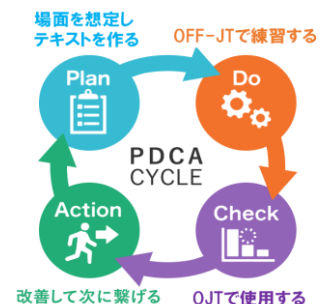 場面を想定し
テキストを作る
OFF-JTで練習する
Plan
Do
PDCA
CYCLE
Action
Check
改善して次に繋げる
OJTで使用する